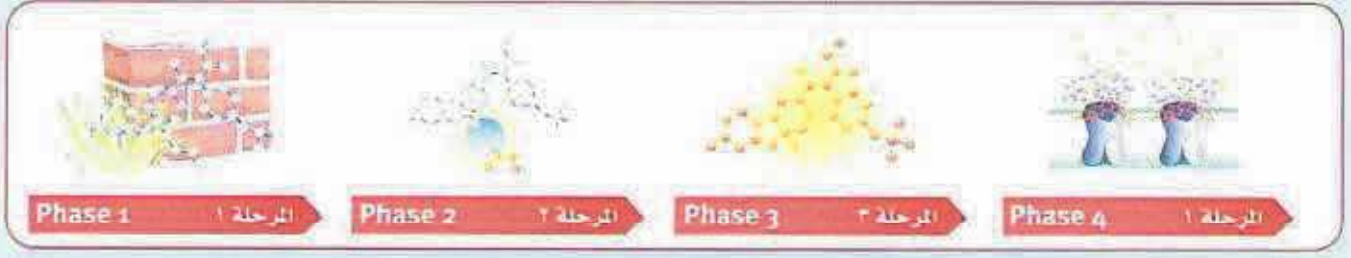 Phase 1 المرحلة ١
Phase 2 المرحلة ٢
Phase 3 المرحلة ٣
Phase 4 المرحلة ١